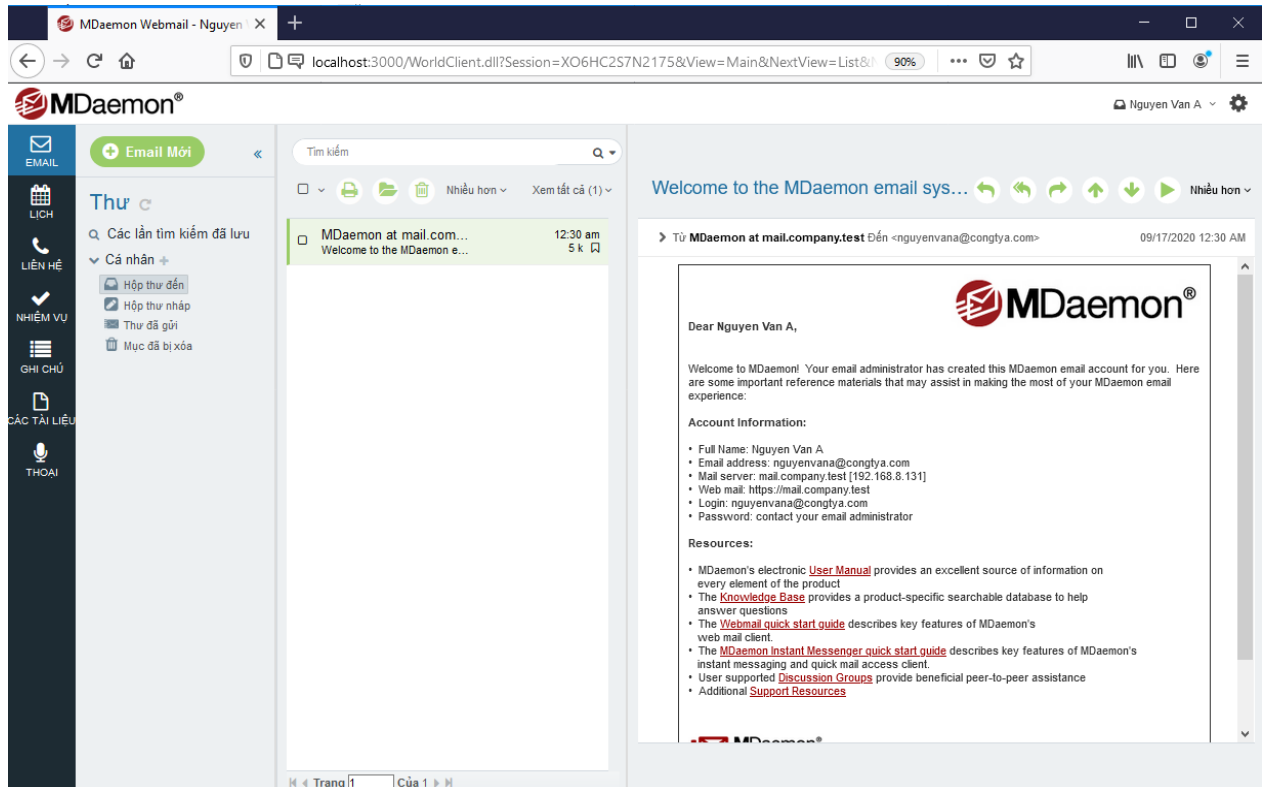 MDaemon Webmail - Nguyen
localhost:3000/WorldClient.dll?Session=XO6HC2S7N2175&View=Main&NextView=List&
90%
MDaemon®
Nguyen Van A
EMAIL
LỊCH
LIÊN HỆ
NHIỆM VỤ
GHI CHÚ
CÁC TÀI LIỆU
THOẠI
Email Mới
«
Thư
Các lần tìm kiếm đã lưu
Cá nhân +
Hộp thư đến
Hộp thư nháp
Thư đã gửi
Mục đã bị xóa
Tìm kiếm
Nhiều hơn
Xem tất cả (1)
MDaemon at mail.com...
12:30 am
Welcome to the MDaemon e...
5 k
Trang 1 Của 1
Welcome to the MDaemon email sys...
Nhiều hơn
Từ MDaemon at mail.company.test Đến <nguyenvana@congtya.com>
09/17/2020 12:30 AM
MDaemon®
Dear Nguyen Van A,
Welcome to MDaemon! Your email administrator has created this MDaemon email account for you. Here
are some important reference materials that may assist in making the most of your MDaemon email
experience:
Account Information:
• Full Name: Nguyen Van A
• Email address: nguyenvana@congtya.com
• Mail server: mail.company.test [192.168.8.131]
• Web mail: https://mail.company.test
• Login: nguyenvana@congtya.com
• Password: contact your email administrator
Resources:
• MDaemon's electronic User Manual provides an excellent source of information on
every element of the product
• The Knowledge Base provides a product-specific searchable database to help
answer questions
• The Webmail quick start guide describes key features of MDaemon's
web mail client.
• The MDaemon Instant Messenger quick start guide describes key features of MDaemon's
instant messaging and quick mail access client.
• User supported Discussion Groups provide beneficial peer-to-peer assistance
• Additional Support Resources
MDaemon®